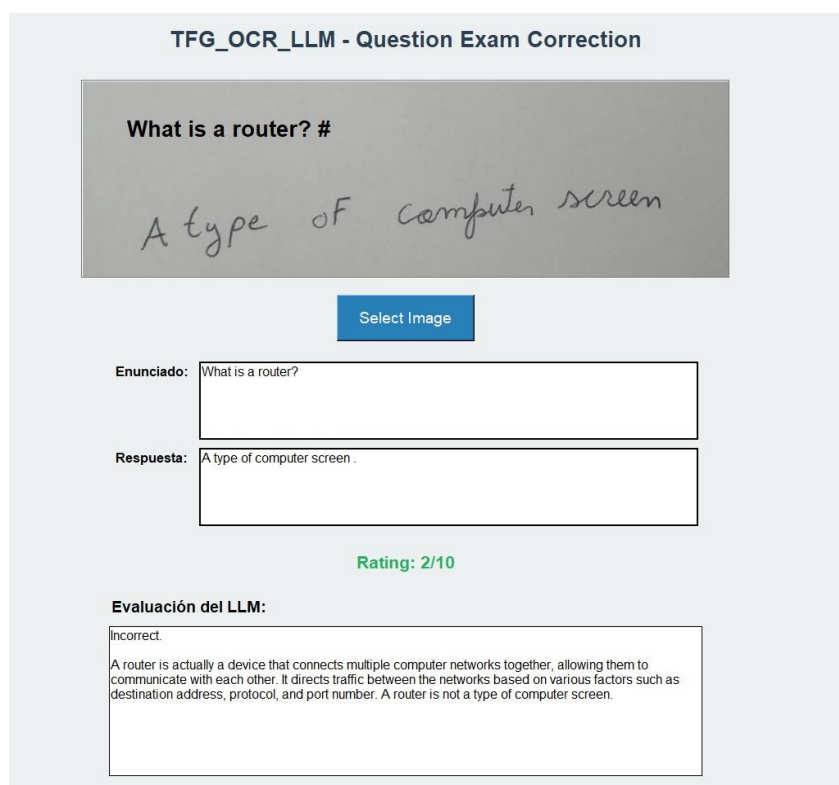 TFG_OCR_LLM - Question Exam Correction
What is a router? #
A type of computer screen
Select Image
Enunciado:
What is a router?
Respuesta:
A type of computer screen .
Rating: 2/10
Evaluación del LLM:
Incorrect.
A router is actually a device that connects multiple computer networks together, allowing them to
communicate with each other. It directs traffic between the networks based on various factors such as
destination address, protocol, and port number. A router is not a type of computer screen.